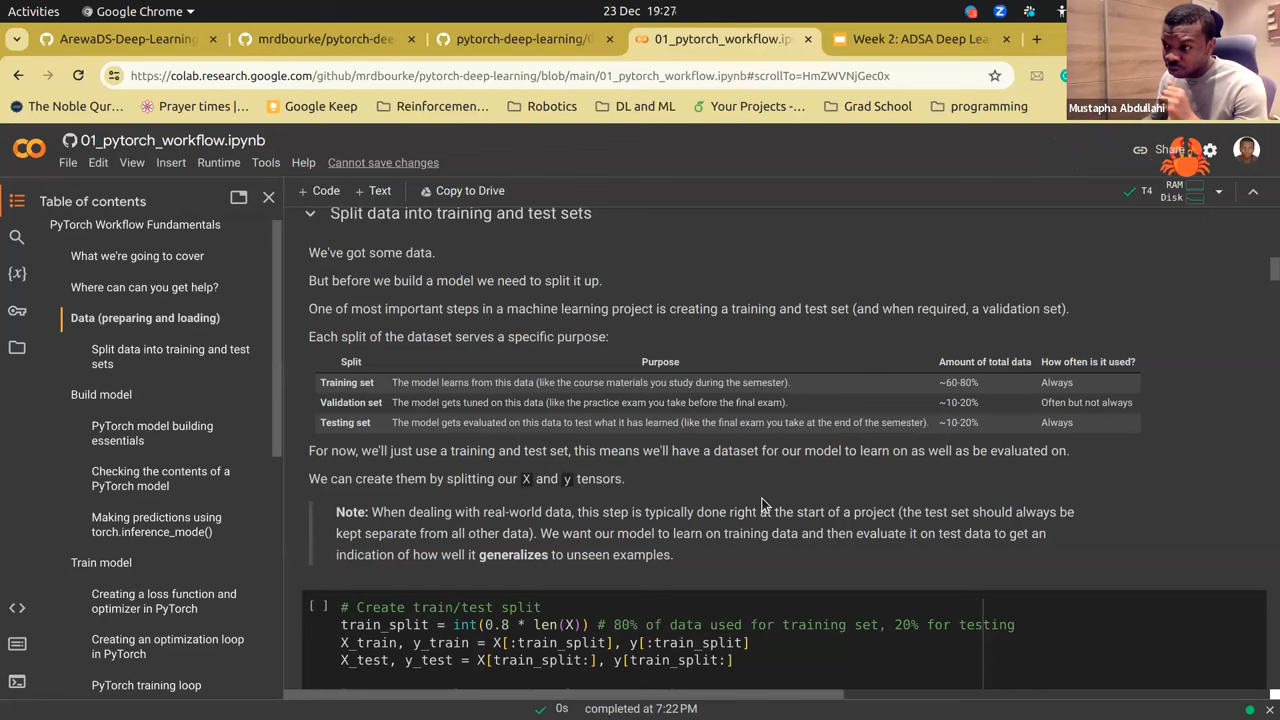 Activities
Google Chrome
23 Dec 19:27
ArewaDS-Deep-Learning
mrdbourke/pytorch-dee
pytorch-deep-learning/
01_pytorch_workflow.ipy
Week 2: ADSA Deep Lea
https://colab.research.google.com/github/mrdbourke/pytorch-deep-learning/blob/main/01_pytorch_workflow.ipynb#scrollTo=HmZWVNjGec0x
The Noble Qur...
Prayer times |...
Google Keep
Reinforcemen...
Robotics
DL and ML
Your Projects -...
Grad School
programming
Mustapha Abdullahi
01_pytorch_workflow.ipynb
File Edit View Insert Runtime Tools Help Cannot save changes
Share
+ Code + Text Copy to Drive
T4
RAM
Disk
Table of contents
PyTorch Workflow Fundamentals
What we're going to cover
Where can can you get help?
Data (preparing and loading)
Split data into training and test
sets
Build model
PyTorch model building
essentials
Checking the contents of a
PyTorch model
Making predictions using
torch.inference_mode()
Train model
Creating a loss function and
optimizer in PyTorch
Creating an optimization loop
in PyTorch
PyTorch training loop
Split data into training and test sets
We've got some data.
But before we build a model we need to split it up.
One of most important steps in a machine learning project is creating a training and test set (and when required, a validation set).
Each split of the dataset serves a specific purpose:
Split Purpose Amount of total data How often is it used?
Training set The model learns from this data (like the course materials you study during the semester). ~60-80% Always
Validation set The model gets tuned on this data (like the practice exam you take before the final exam). ~10-20% Often but not always
Testing set The model gets evaluated on this data to test what it has learned (like the final exam you take at the end of the semester). ~10-20% Always
For now, we'll just use a training and test set, this means we'll have a dataset for our model to learn on as well as be evaluated on.
We can create them by splitting our X and y tensors.
Note: When dealing with real-world data, this step is typically done right at the start of a project (the test set should always be
kept separate from all other data). We want our model to learn on training data and then evaluate it on test data to get an
indication of how well it generalizes to unseen examples.
[ ] # Create train/test split
train_split = int(0.8 * len(X)) # 80% of data used for training set, 20% for testing
X_train, y_train = X[:train_split], y[:train_split]
X_test, y_test = X[train_split:], y[train_split:]
0s completed at 7:22 PM